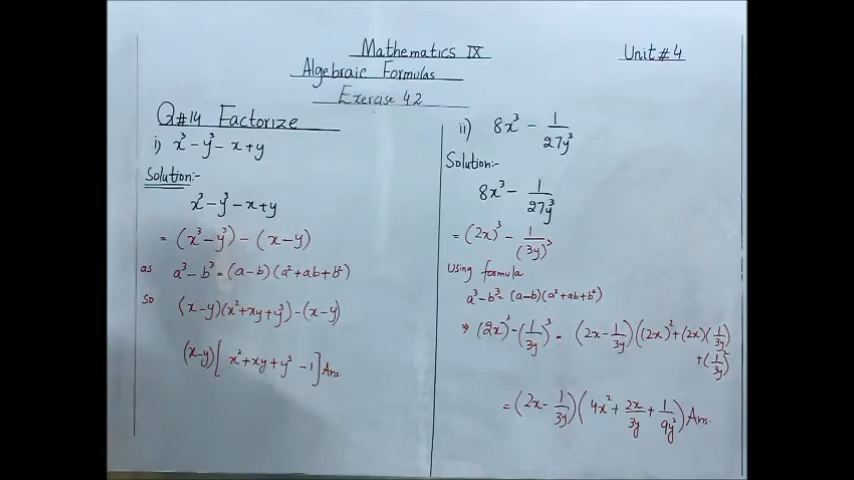 Mathematics IX
Unit # 4
Algebraic Formulas
Exercise 4.2
Q#14 Factorize
i) x³ - y³ - x + y
Solution:-
x³ - y³ - x + y
= (x³ - y³) - (x - y)
as a³ - b³ = (a - b)(a² + ab + b²)
so (x - y)(x² + xy + y³) - (x - y)
(x - y)[x² + xy + y³ - 1] Ans
ii) 8x³ - 1/27y³
Solution:-
8x³ - 1/27y³
= (2x)³ - 1/(3y)³
Using formula
a³ - b³ = (a - b)(a² + ab + b²)
⇒ (2x)³ - (1/3y)³ = (2x - 1/3y)((2x)² + (2x)(1/3y)
+ (1/3y)²
= (2x - 1/3y)(4x² + 2x/3y + 1/9y²) Ans.